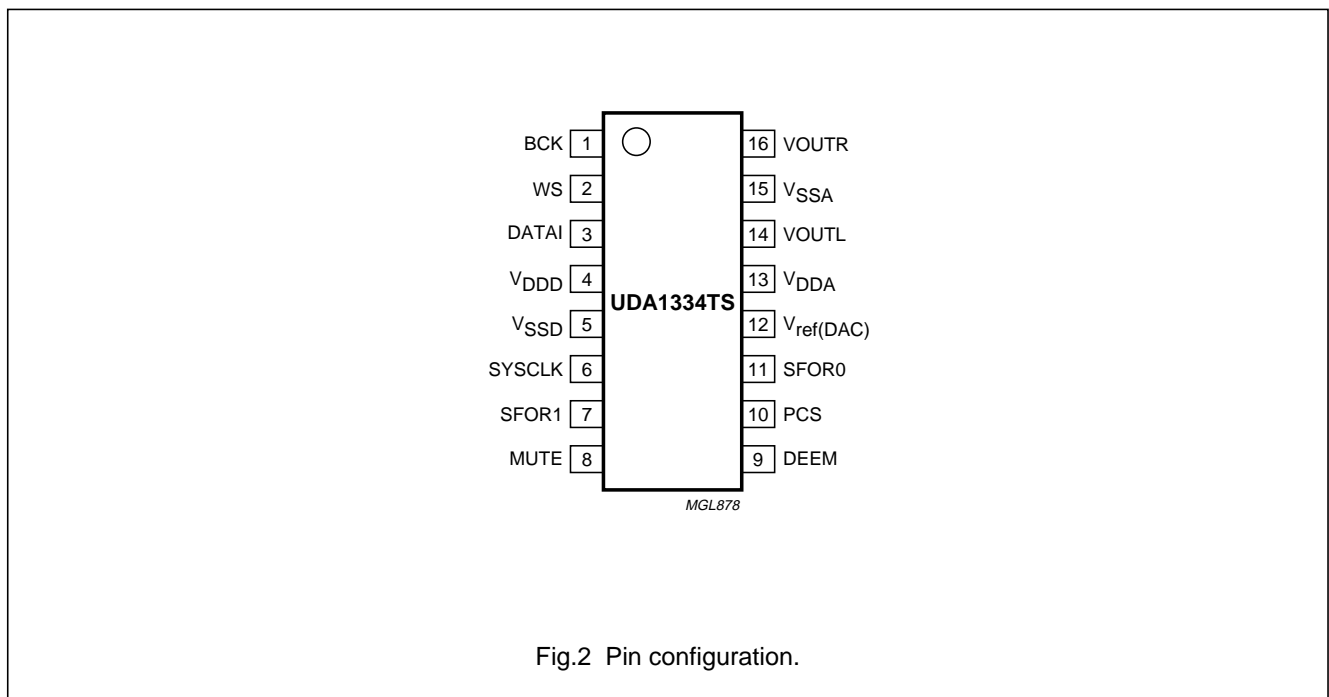 BCK 1 16 VOUTR
WS 2 15 VSSA
DATAI 3 14 VOUTL
VDDD 4 13 VDDA
UDA1334TS
VSSD 5 12 Vref(DAC)
SYSCLK 6 11 SFOR0
SFOR1 7 10 PCS
MUTE 8 9 DEEM
MGL878
Fig.2 Pin configuration.